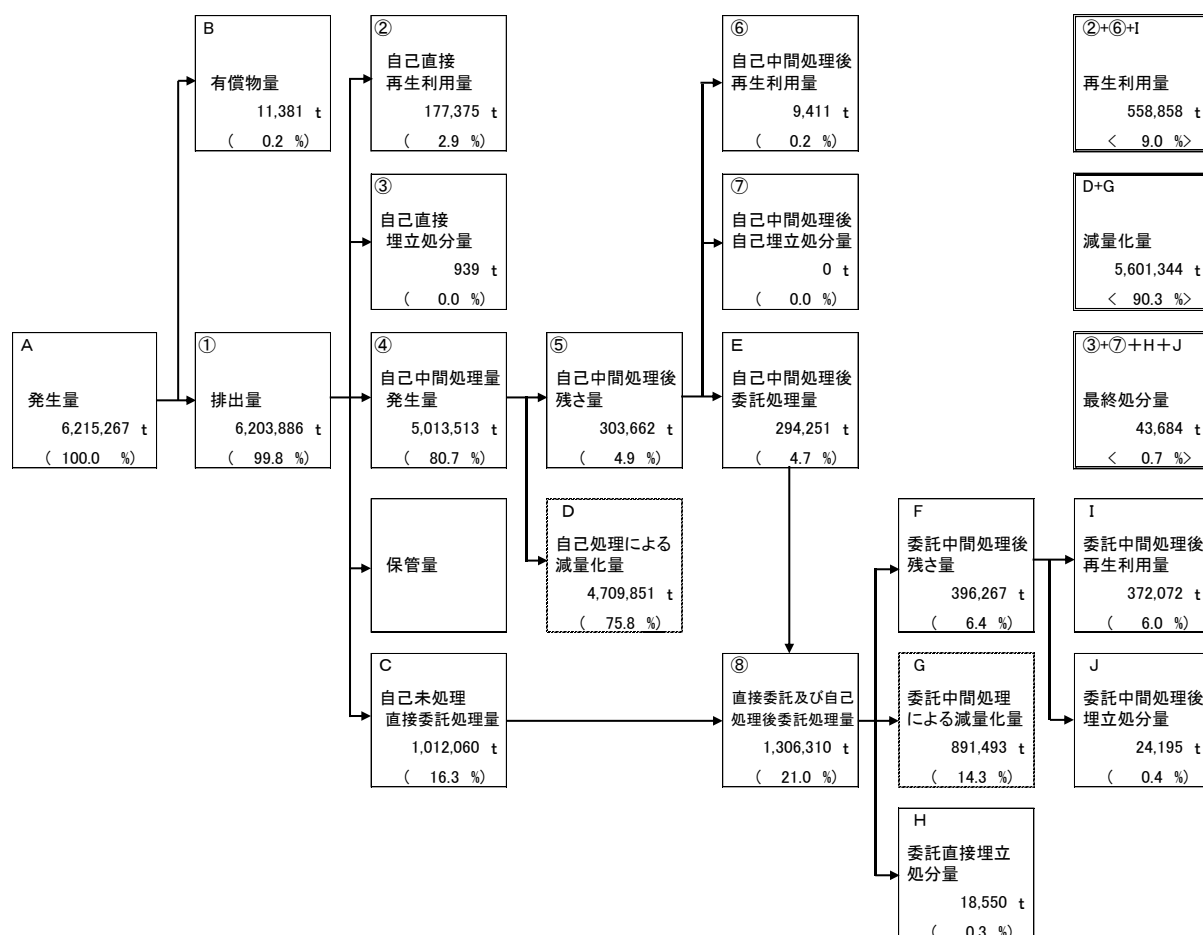 B
有償物量
11,381 t
( 0.2 %)
②
自己直接
再生利用量
177,375 t
( 2.9 %)
⑥
自己中間処理後
再生利用量
9,411 t
( 0.2 %)
②+⑥+I
再生利用量
558,858 t
< 9.0 %>
③
自己直接
埋立処分量
939 t
( 0.0 %)
⑦
自己中間処理後
自己埋立処分量
0 t
( 0.0 %)
D+G
減量化量
5,601,344 t
< 90.3 %>
A
発生量
6,215,267 t
( 100.0 %)
①
排出量
6,203,886 t
( 99.8 %)
④
自己中間処理量
発生量
5,013,513 t
( 80.7 %)
⑤
自己中間処理後
残さ量
303,662 t
( 4.9 %)
E
自己中間処理後
委託処理量
294,251 t
( 4.7 %)
③+⑦+H+J
最終処分量
43,684 t
< 0.7 %>
保管量
D
自己処理による
減量化量
4,709,851 t
( 75.8 %)
F
委託中間処理後
残さ量
396,267 t
( 6.4 %)
I
委託中間処理後
再生利用量
372,072 t
( 6.0 %)
C
自己未処理
直接委託処理量
1,012,060 t
( 16.3 %)
⑧
直接委託及び自己
処理後委託処理量
1,306,310 t
( 21.0 %)
G
委託中間処理
による減量化量
891,493 t
( 14.3 %)
J
委託中間処理後
埋立処分量
24,195 t
( 0.4 %)
H
委託直接埋立
処分量
18,550 t
( 0.3 %)